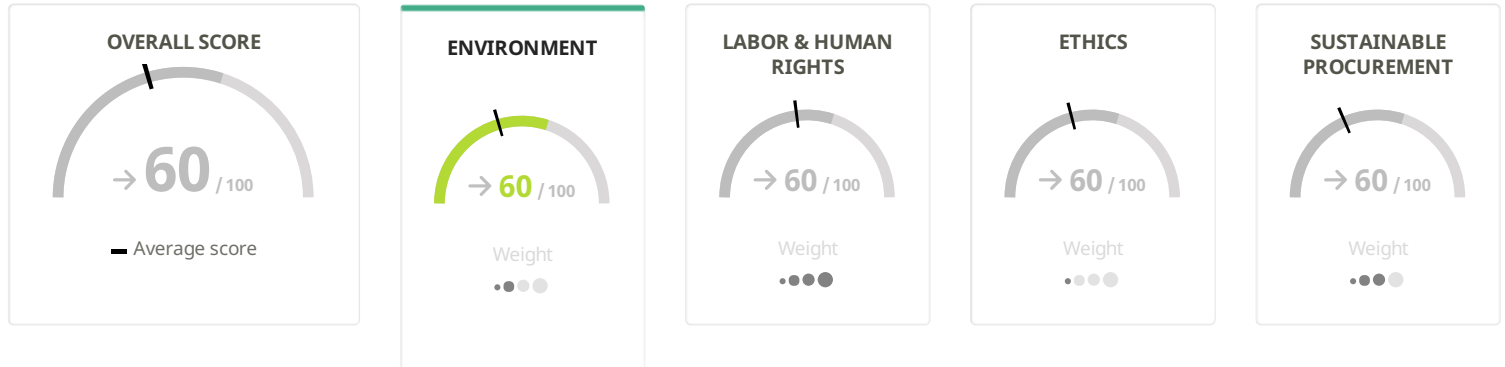 OVERALL SCORE
→ 60 / 100
Average score
ENVIRONMENT
→ 60 / 100
Weight
LABOR & HUMAN
RIGHTS
→ 60 / 100
Weight
ETHICS
→ 60 / 100
Weight
SUSTAINABLE
PROCUREMENT
→ 60 / 100
Weight